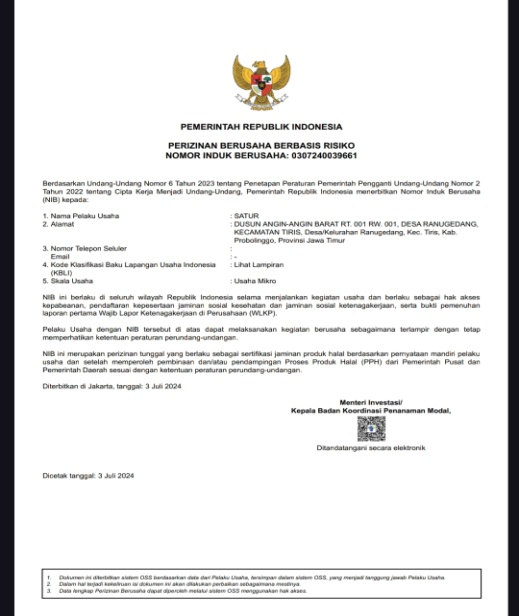 PEMERINTAH REPUBLIK INDONESIA
PERIZINAN BERUSAHA BERBASIS RISIKO
NOMOR INDUK BERUSAHA: 0307240039661
Berdasarkan Undang-Undang Nomor 6 Tahun 2023 tentang Penetapan Peraturan Pemerintah Pengganti Undang-Undang Nomor 2
Tahun 2022 tentang Cipta Kerja Menjadi Undang-Undang, Pemerintah Republik Indonesia menerbitkan Nomor Induk Berusaha
(NIB) kepada:
1. Nama Pelaku Usaha : SATUR
2. Alamat : DUSUN ANGIN-ANGIN BARAT RT. 001 RW. 001, DESA RANUGEDANG,
KECAMATAN TIRIS, Desa/Kelurahan Ranugedang, Kec. Tiris, Kab.
Probolinggo, Provinsi Jawa Timur
3. Nomor Telepon Seluler :
Email : -
4. Kode Klasifikasi Baku Lapangan Usaha Indonesia : Lihat Lampiran
(KBLI)
5. Skala Usaha : Usaha Mikro
NIB ini berlaku di seluruh wilayah Republik Indonesia selama menjalankan kegiatan usaha dan berlaku sebagai hak akses
kepabeanan, pendaftaran kepesertaan jaminan sosial kesehatan dan jaminan sosial ketenagakerjaan, serta bukti pemenuhan
laporan pertama Wajib Lapor Ketenagakerjaan di Perusahaan (WLKP).
Pelaku Usaha dengan NIB tersebut di atas dapat melaksanakan kegiatan berusaha sebagaimana terlampir dengan tetap
memperhatikan ketentuan peraturan perundang-undangan.
NIB ini merupakan perizinan tunggal yang berlaku sebagai sertifikasi jaminan produk halal berdasarkan pernyataan mandiri pelaku
usaha dan setelah memperoleh pembinaan dan/atau pendampingan Proses Produk Halal (PPH) dari Pemerintah Pusat dan
Pemerintah Daerah sesuai dengan ketentuan peraturan perundang-undangan.
Diterbitkan di Jakarta, tanggal: 3 Juli 2024
Menteri Investasi/
Kepala Badan Koordinasi Penanaman Modal,
Ditandatangani secara elektronik
Dicetak tanggal: 3 Juli 2024
1. Dokumen ini diterbitkan sistem OSS berdasarkan data dari Pelaku Usaha, tersimpan dalam sistem OSS, yang menjadi tanggung jawab Pelaku Usaha.
2. Dalam hal terjadi kekeliruan isi dokumen ini akan dilakukan perbaikan sebagaimana mestinya.
3. Data lengkap Perizinan Berusaha dapat diperoleh melalui sistem OSS menggunakan hak akses.